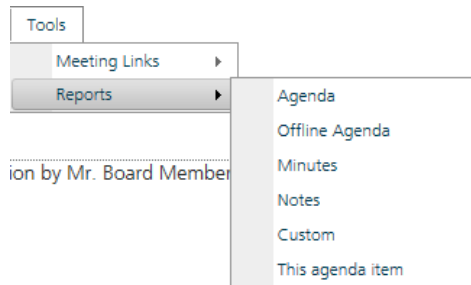 Tools
Meeting Links
Reports
Agenda
Offline Agenda
ion by Mr. Board Member
Minutes
Notes
Custom
This agenda item